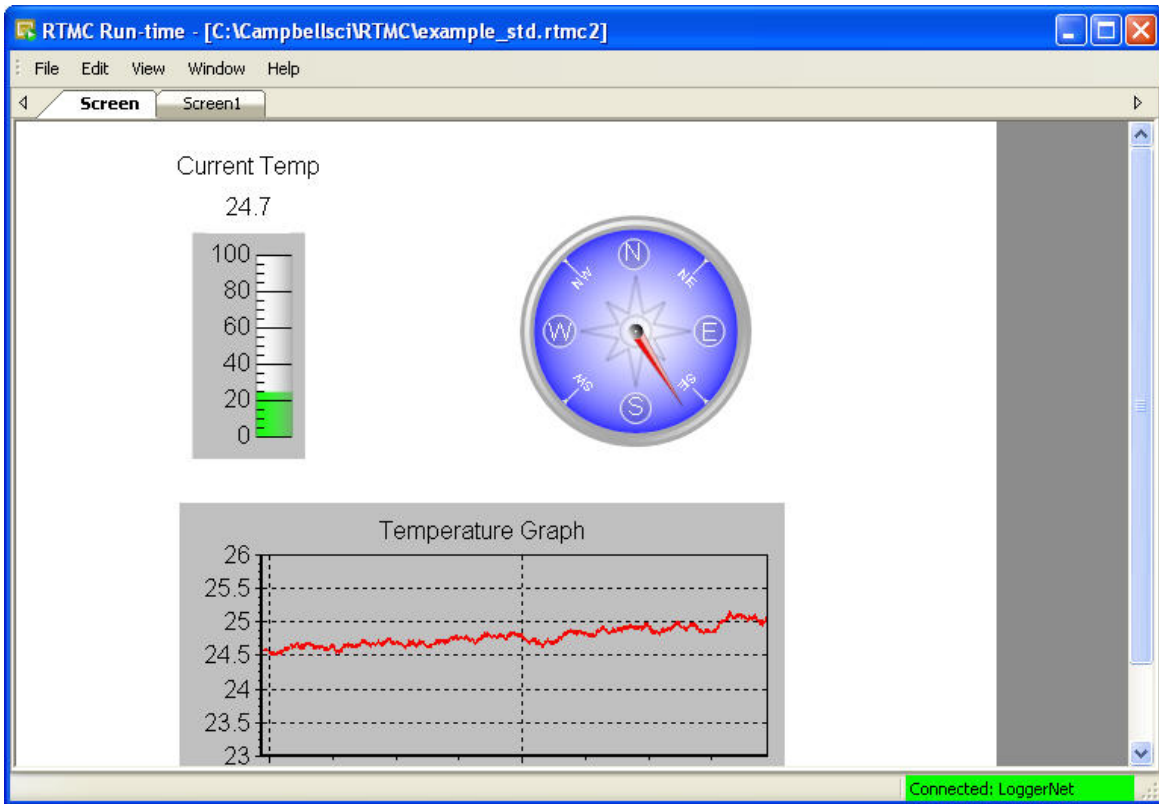 RTMC Run-time - [C:\Campbellsci\RTMC\example_std.rtmc2]
File Edit View Window Help
Screen Screen1
Current Temp
24.7
100
80
60
40
20
0
N
NW NE
W E
SW SE
S
Temperature Graph
26
25.5
25
24.5
24
23.5
23
Connected: LoggerNet